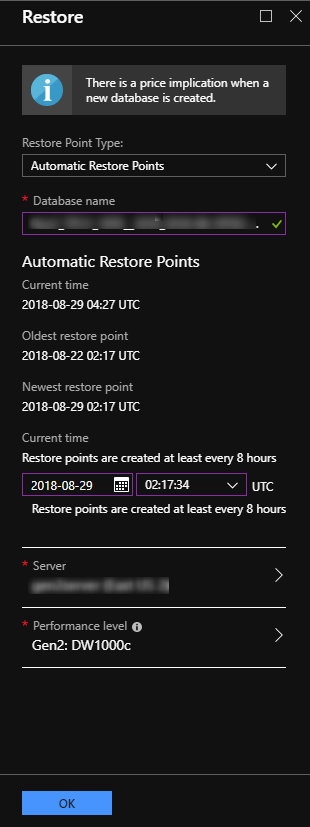 Restore
There is a price implication when a
new database is created.
Restore Point Type:
Automatic Restore Points
* Database name
Automatic Restore Points
Current time
2018-08-29 04:27 UTC
Oldest restore point
2018-08-22 02:17 UTC
Newest restore point
2018-08-29 02:17 UTC
Current time
Restore points are created at least every 8 hours
2018-08-29 02:17:34 UTC
Restore points are created at least every 8 hours
* Server
* Performance level
Gen2: DW1000c
OK